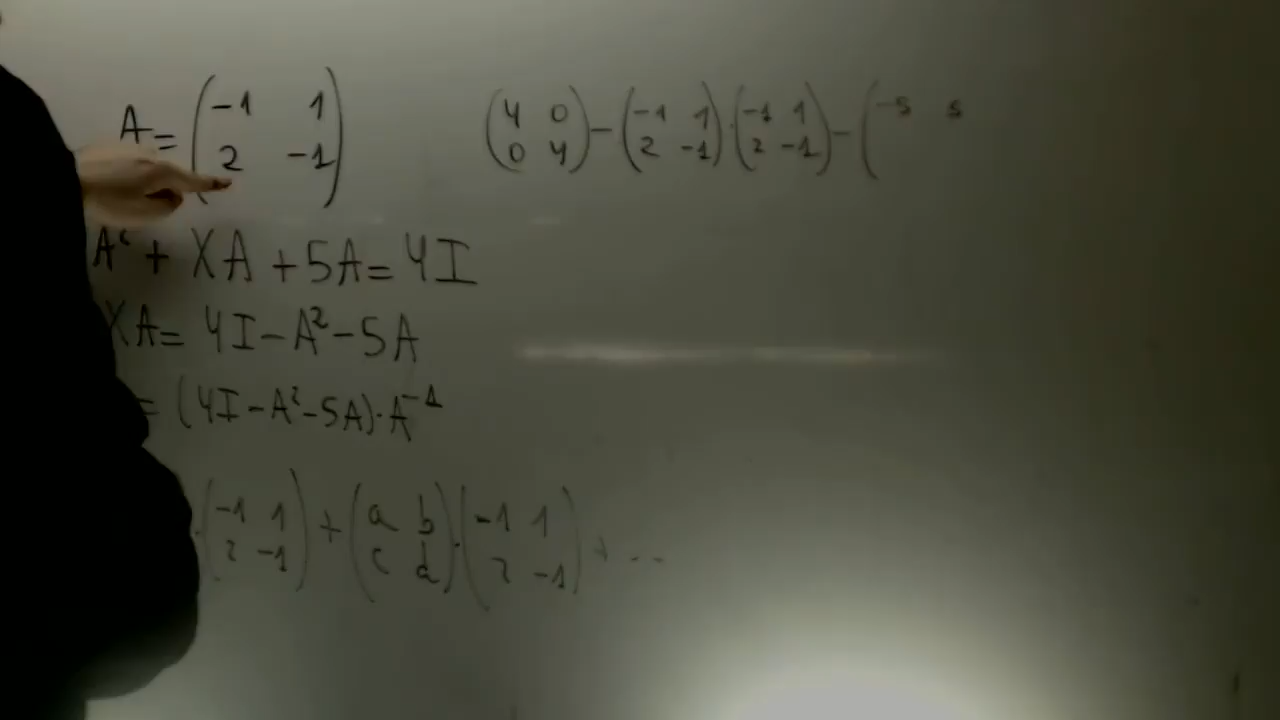 A = (-1 1
2 -1)
A² + XA + 5A = 4I
XA = 4I - A² - 5A
= (4I - A² - 5A) · A⁻¹
· (-1 1
2 -1) + (a b
c d) · (-1 1
2 -1) + ...
(4 0
0 4) - (-1 1
2 -1) · (-1 1
2 -1) - (-5 5